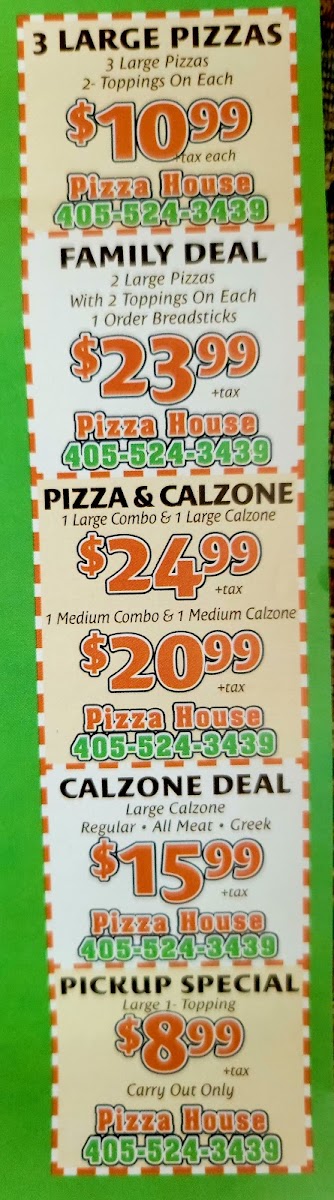 3 LARGE PIZZAS
3 Large Pizzas
2- Toppings On Each
$10.99
+tax each
Pizza House
405-524-3439
FAMILY DEAL
2 Large Pizzas
With 2 Toppings On Each
1 Order Breadsticks
$23.99
+tax
Pizza House
405-524-3439
PIZZA & CALZONE
1 Large Combo & 1 Large Calzone
$24.99
+tax
1 Medium Combo & 1 Medium Calzone
$20.99
+tax
Pizza House
405-524-3439
CALZONE DEAL
Large Calzone
Regular • All Meat • Greek
$15.99
+tax
Pizza House
405-524-3439
PICKUP SPECIAL
Large 1- Topping
$8.99
+tax
Carry Out Only
Pizza House
405-524-3439